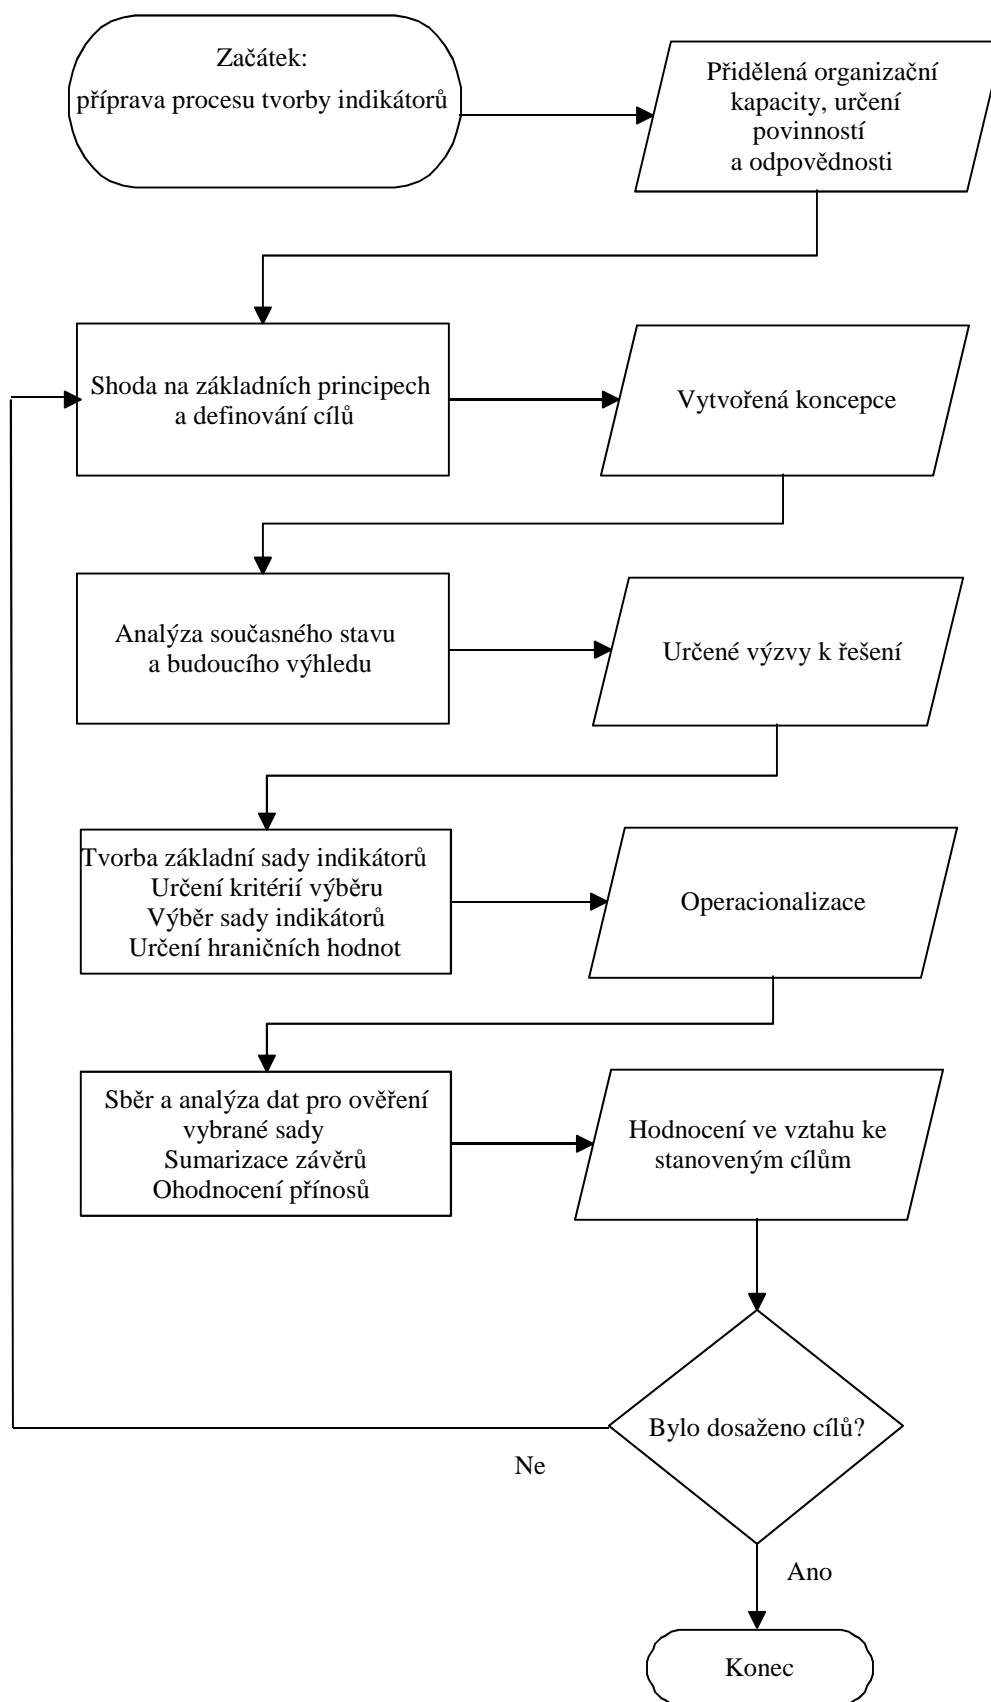 Začátek:
příprava procesu tvorby indikátorů
Přidělená organizační
kapacity, určení
povinností
a odpovědnosti
Shoda na základních principech
a definování cílů
Vytvořená koncepce
Analýza současného stavu
a budoucího výhledu
Určené výzvy k řešení
Tvorba základní sady indikátorů
Určení kritérií výběru
Výběr sady indikátorů
Určení hraničních hodnot
Operacionalizace
Sběr a analýza dat pro ověření
vybrané sady
Sumarizace závěrů
Ohodnocení přínosů
Hodnocení ve vztahu ke
stanoveným cílům
Bylo dosaženo cílů?
Ne
Ano
Konec